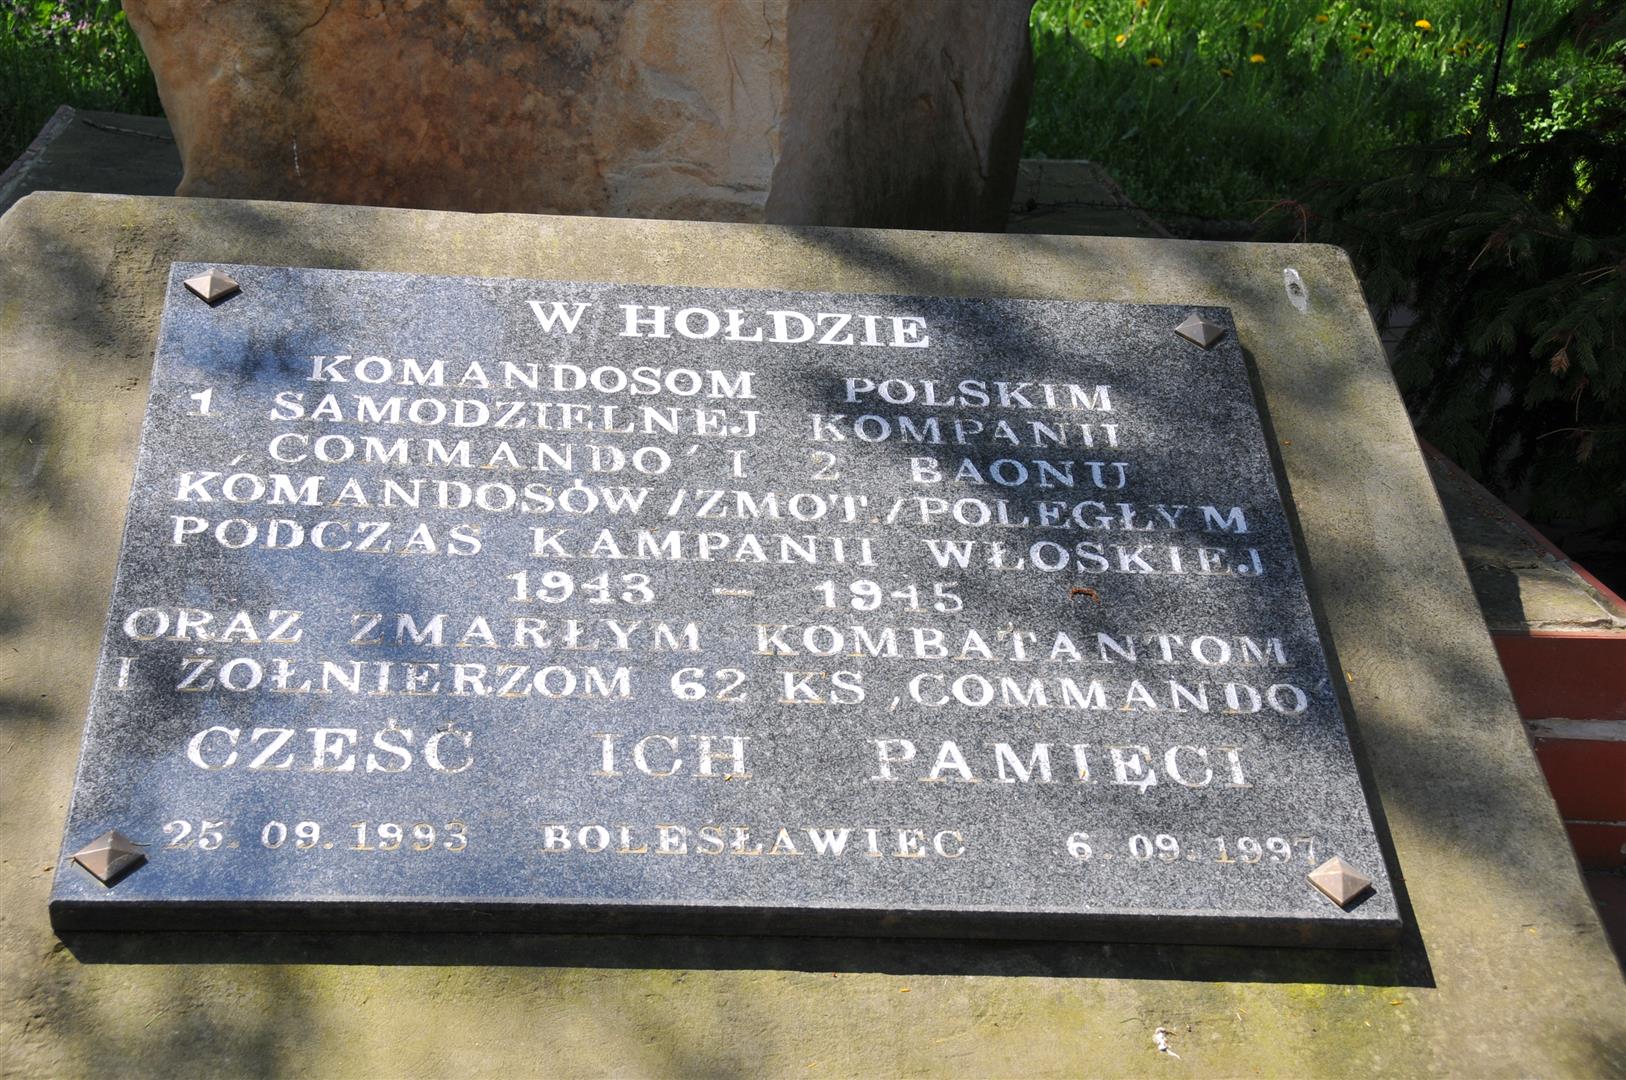 W HOŁDZIE
KOMANDOSOM POLSKIM
1 SAMODZIELNEJ KOMPANII
,COMMANDO' I 2 BAONU
KOMANDOSÓW /ZMOT./POLEGŁYM
PODCZAS KAMPANII WŁOSKIEJ
1943 - 1945
ORAZ ZMARŁYM KOMBATANTOM
I ŻOŁNIERZOM 62 KS ,COMMANDO'
CZEŚĆ ICH PAMIĘCI
25.09.1993 BOLESŁAWIEC 6.09.1997